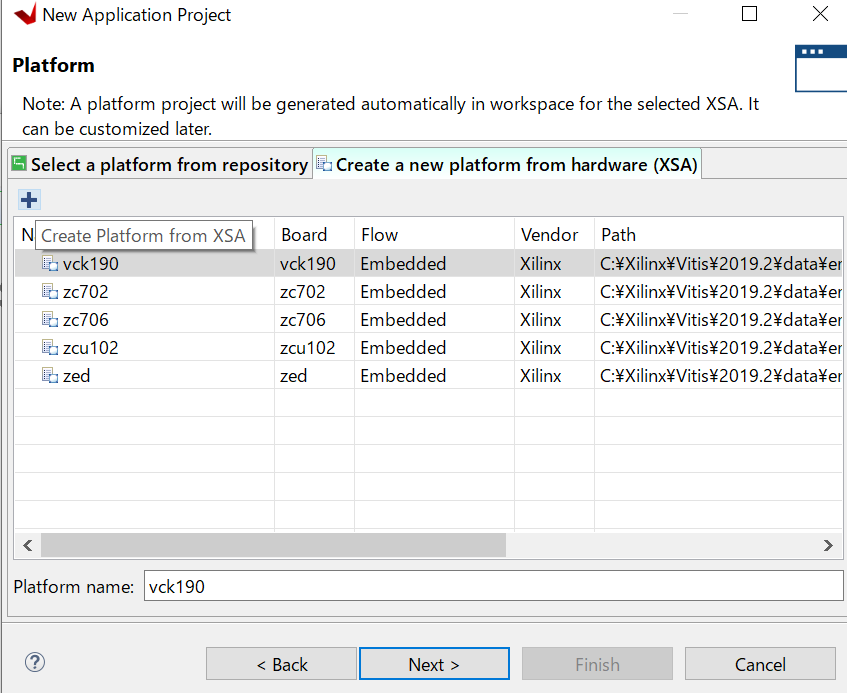 New Application Project
Platform
Note: A platform project will be generated automatically in workspace for the selected XSA. It
can be customized later.
Select a platform from repository
Create a new platform from hardware (XSA)
Create Platform from XSA
Board Flow Vendor Path
vck190 vck190 Embedded Xilinx C:¥Xilinx¥Vitis¥2019.2¥data¥er
zc702 zc702 Embedded Xilinx C:¥Xilinx¥Vitis¥2019.2¥data¥er
zc706 zc706 Embedded Xilinx C:¥Xilinx¥Vitis¥2019.2¥data¥er
zcu102 zcu102 Embedded Xilinx C:¥Xilinx¥Vitis¥2019.2¥data¥er
zed zed Embedded Xilinx C:¥Xilinx¥Vitis¥2019.2¥data¥er
Platform name: vck190
? < Back Next > Finish Cancel